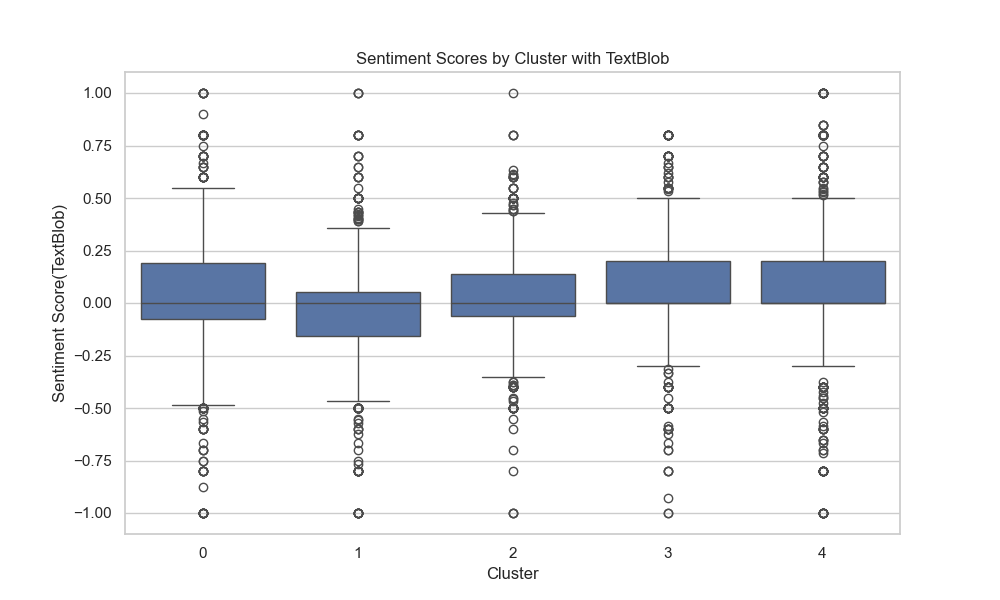 Sentiment Scores by Cluster with TextBlob
Sentiment Score(TextBlob)
1.00
0.75
0.50
0.25
0.00
−0.25
−0.50
−0.75
−1.00
0 1 2 3 4
Cluster